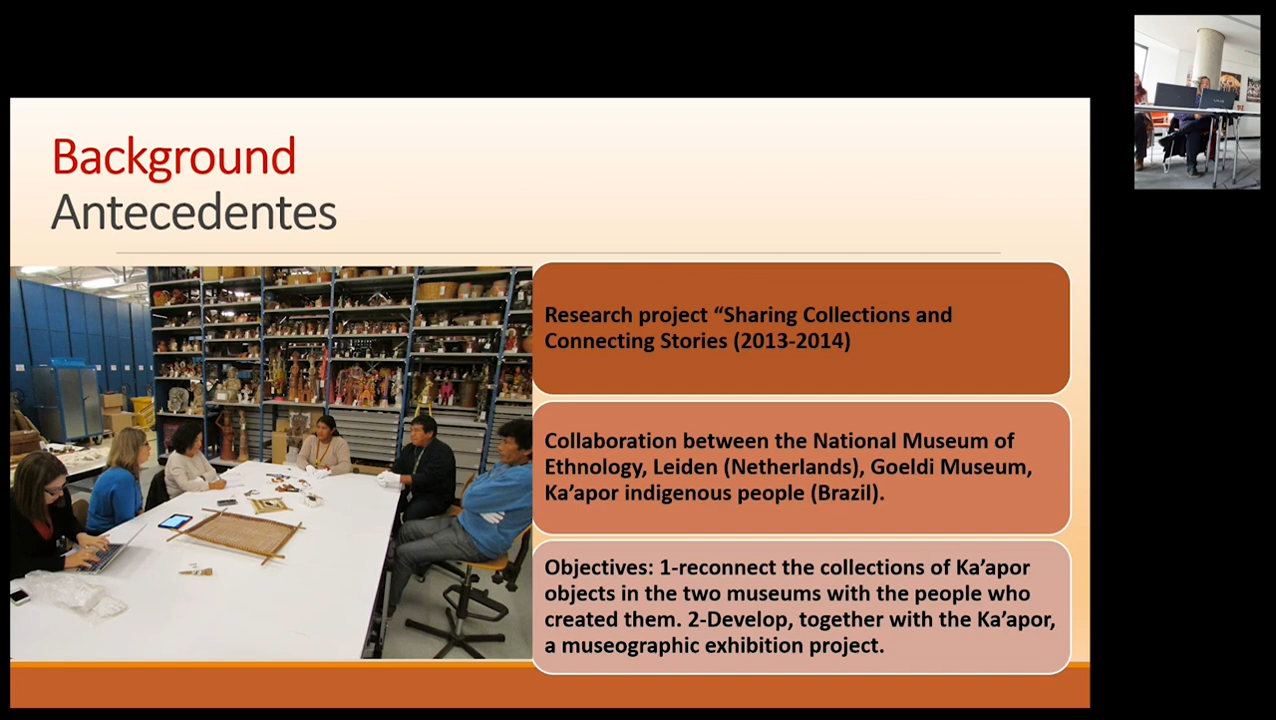 Background
Antecedentes
Research project “Sharing Collections and
Connecting Stories (2013-2014)
Collaboration between the National Museum of
Ethnology, Leiden (Netherlands), Goeldi Museum,
Ka’apor indigenous people (Brazil).
Objectives: 1-reconnect the collections of Ka’apor
objects in the two museums with the people who
created them. 2-Develop, together with the Ka’apor,
a museographic exhibition project.